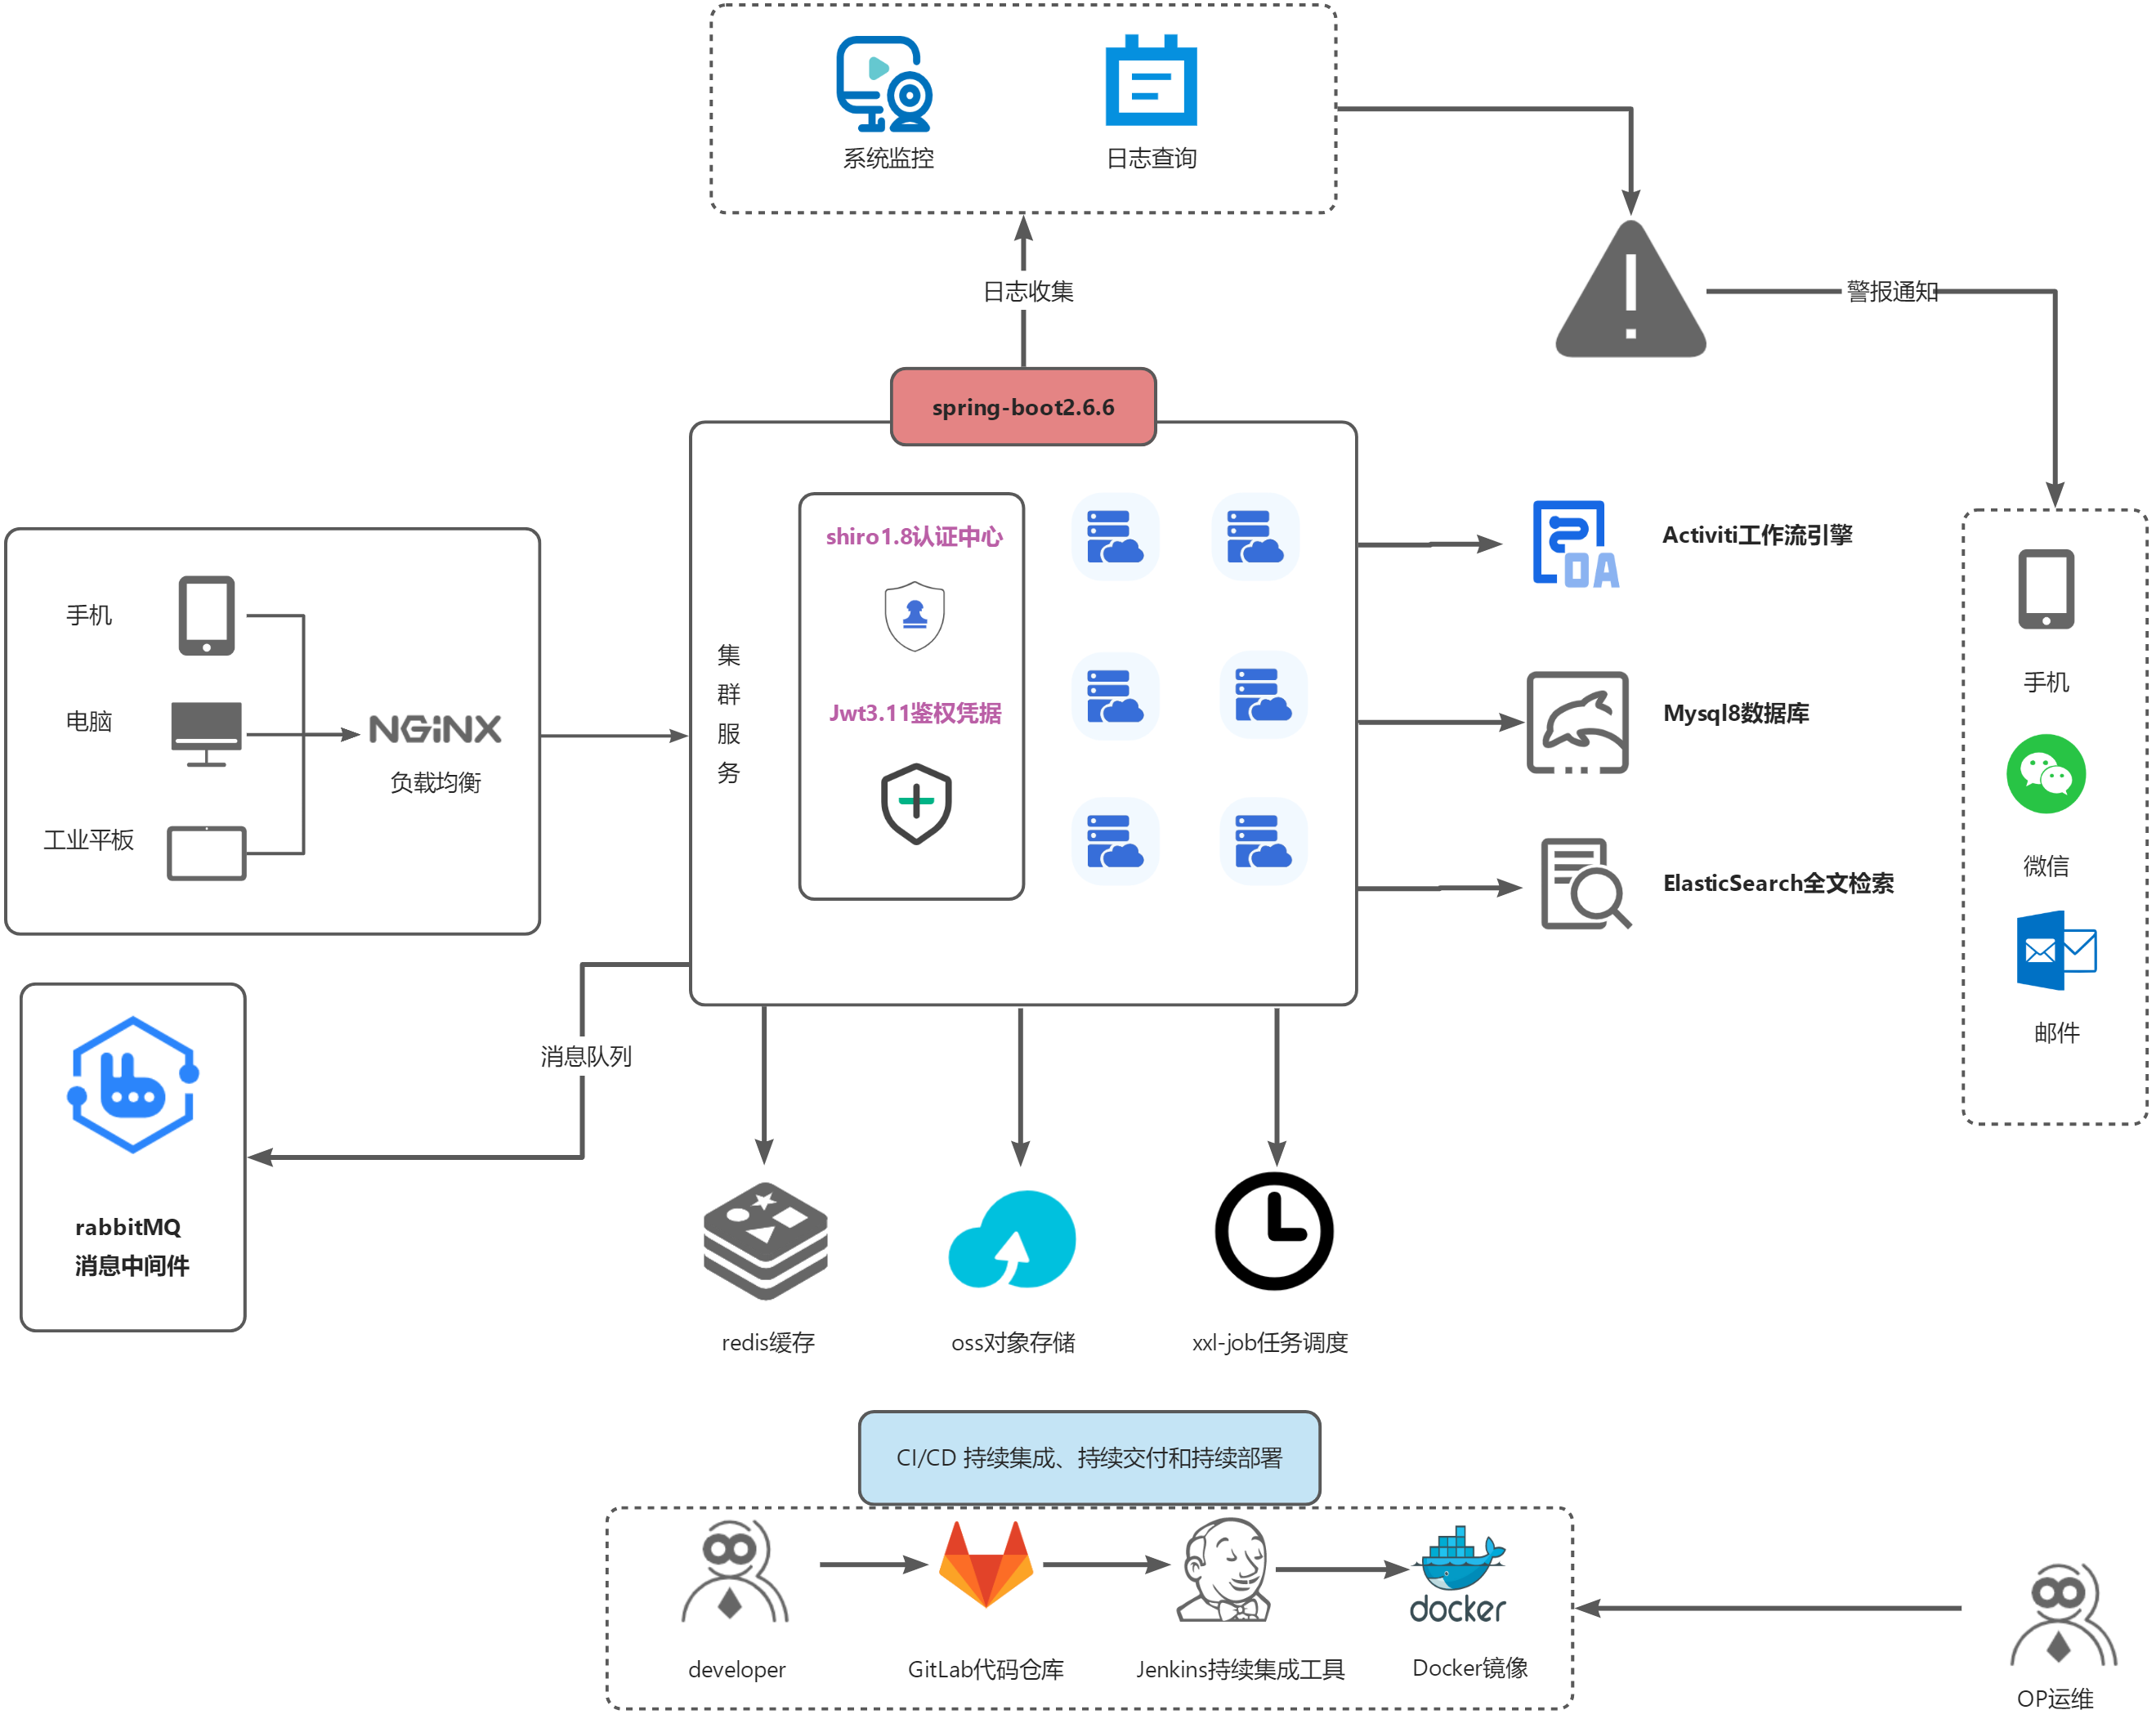 系统监控
日志查询
日志收集
警报通知
spring-boot2.6.6
手机
电脑
工业平板
NGINX
负载均衡
集
群
服
务
shiro1.8认证中心
Jwt3.11鉴权凭据
OA
Activiti工作流引擎
Mysql8数据库
ElasticSearch全文检索
手机
微信
邮件
消息队列
rabbitMQ
消息中间件
redis缓存
oss对象存储
xxl-job任务调度
CI/CD 持续集成、持续交付和持续部署
docker
developer
GitLab代码仓库
Jenkins持续集成工具
Docker镜像
OP运维